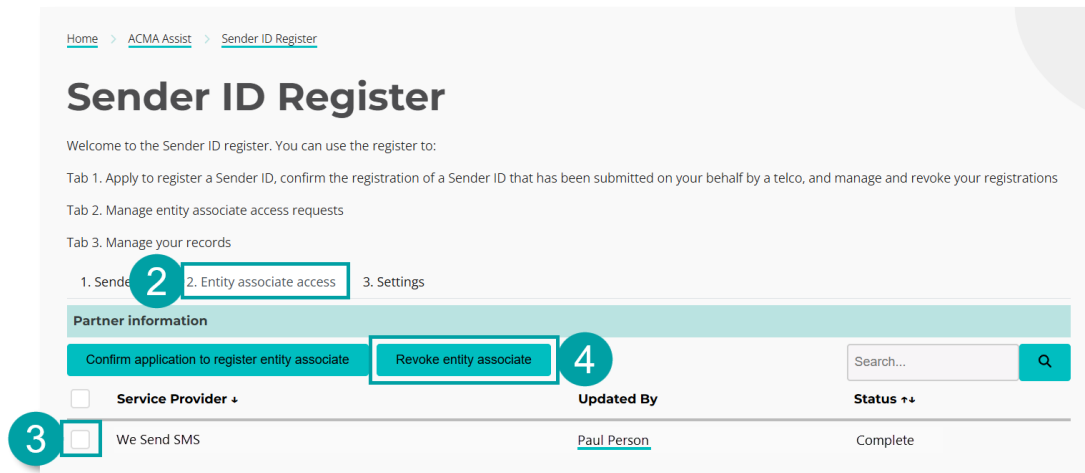 Home > ACMA Assist > Sender ID Register
Sender ID Register
Welcome to the Sender ID register. You can use the register to:
Tab 1. Apply to register a Sender ID, confirm the registration of a Sender ID that has been submitted on your behalf by a telco, and manage and revoke your registrations
Tab 2. Manage entity associate access requests
Tab 3. Manage your records
1. Sende 2 2. Entity associate access 3. Settings
Partner information
Confirm application to register entity associate Revoke entity associate 4 Search...
Service Provider ↓ Updated By Status ↑↓
3 We Send SMS Paul Person Complete